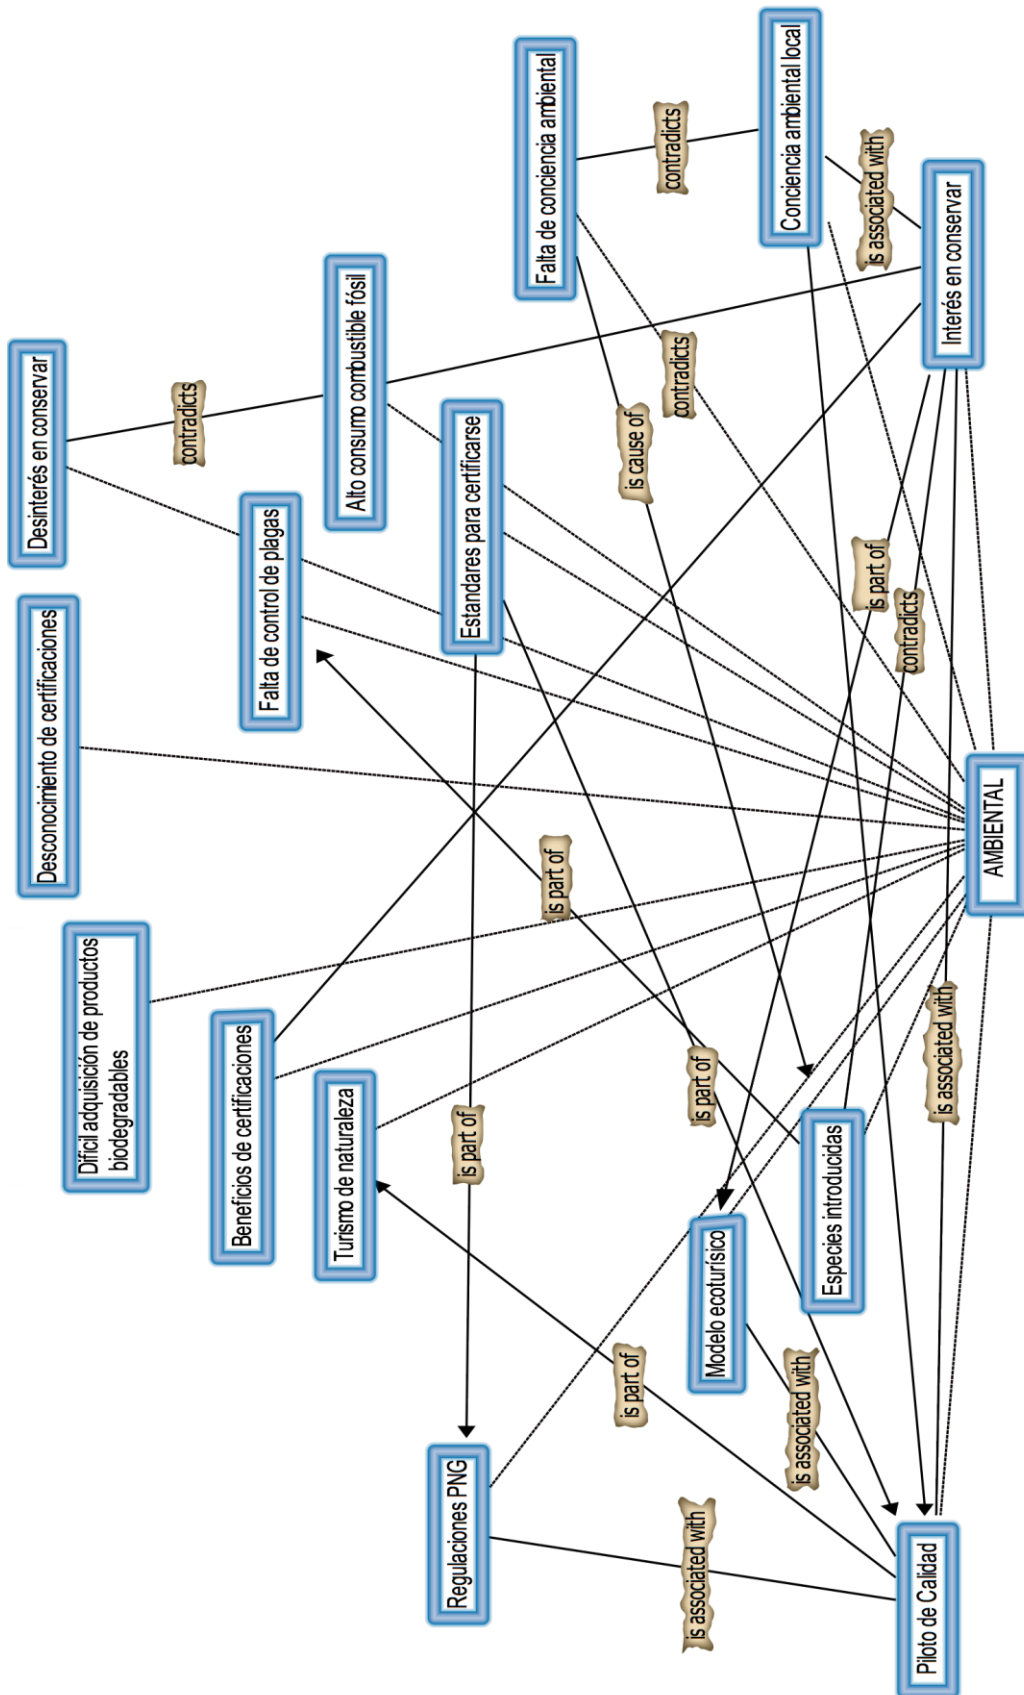 Dificil adquisición de productos
biodegradables
Desconocimiento de certificaciones
Desinterés en conservar
contradicts
Beneficios de certificaciones
Falta de control de plagas
Turismo de naturaleza
Alto consumo combustible fósil
Regulaciones PNG
is part of
Estandares para certificarse
is part of
Falta de conciencia ambiental
is part of
is cause of
contradicts
contradicts
is associated with
is part of
Modelo ecoturísico
is associated with
Conciencia ambiental local
Especies introducidas
is part of
is associated with
contradicts
Piloto de Calidad
is associated with
Interés en conservar
AMBIENTAL